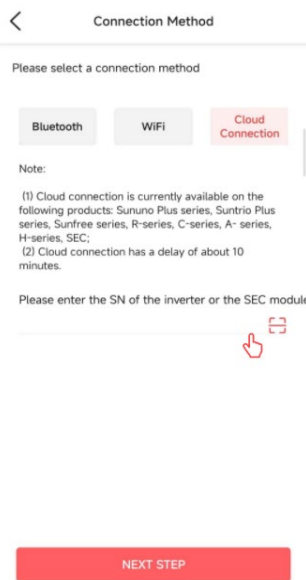 Connection Method
Please select a connection method
Bluetooth
WiFi
Cloud
Connection
Note:
(1) Cloud connection is currently available on the
following products: Sununo Plus series, Suntrio Plus
series, Sunfree series, R-series, C-series, A- series,
H-series, SEC;
(2) Cloud connection has a delay of about 10
minutes.
Please enter the SN of the inverter or the SEC module
NEXT STEP